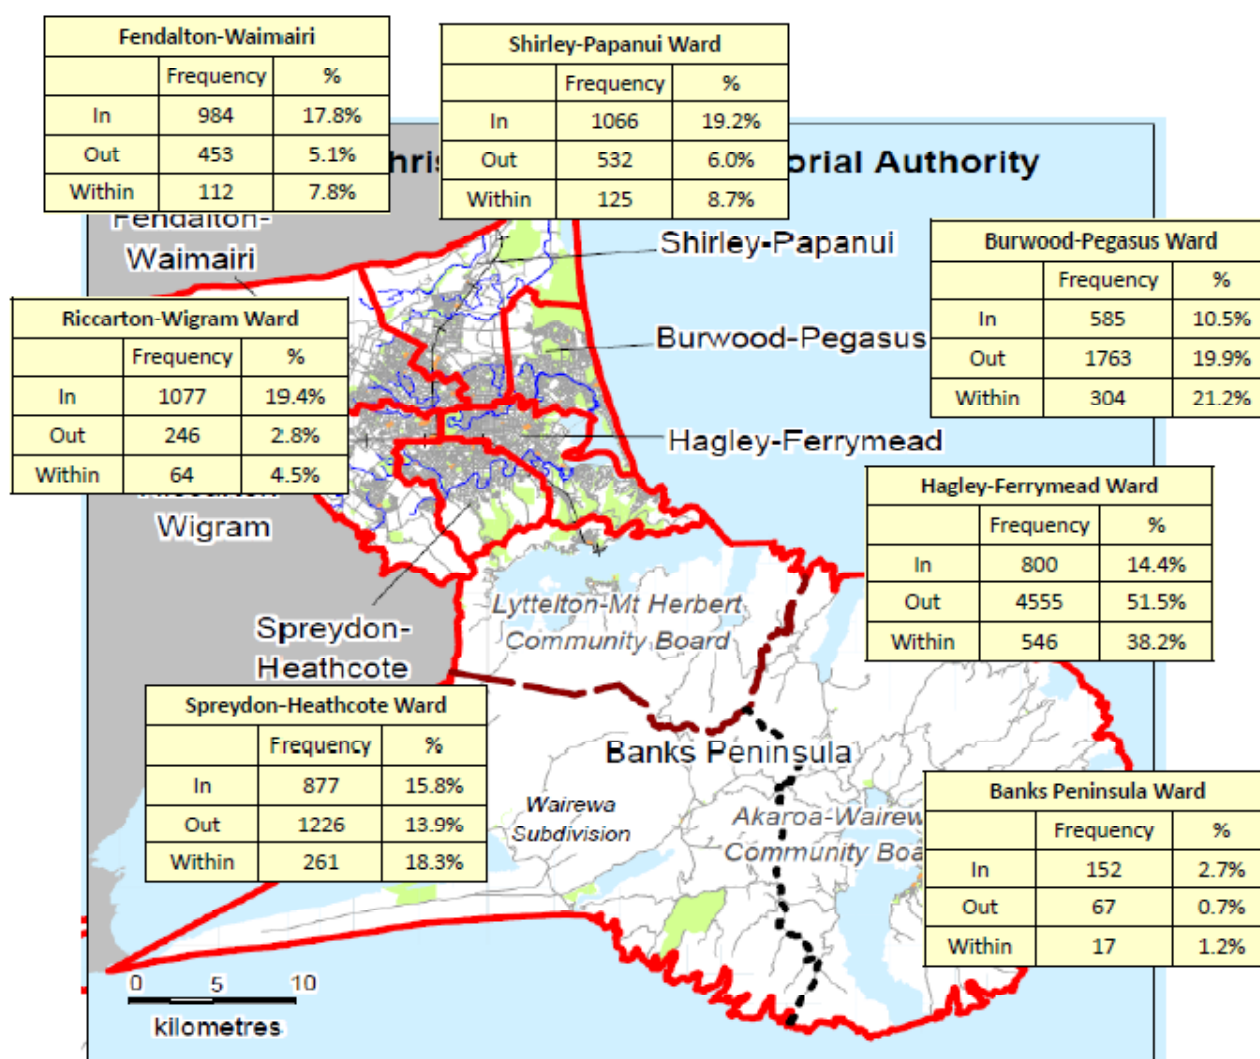 Fendalton-Waimairi
Frequency %
In 984 17.8%
Out 453 5.1%
Within 112 7.8%
Shirley-Papanui Ward
Frequency %
In 1066 19.2%
Out 532 6.0%
Within 125 8.7%
Authority
Fendalton-
Waimairi
Shirley-Papanui
Burwood-Pegasus Ward
Frequency %
In 585 10.5%
Out 1763 19.9%
Within 304 21.2%
Riccarton-Wigram Ward
Frequency %
In 1077 19.4%
Out 246 2.8%
Within 64 4.5%
Burwood-Pegasus
Hagley-Ferrymead
Wigram
Hagley-Ferrymead Ward
Frequency %
In 800 14.4%
Out 4555 51.5%
Within 546 38.2%
Lyttelton-Mt Herbert
Community Board
Spreydon-
Heathcote
Spreydon-Heathcote Ward
Frequency %
In 877 15.8%
Out 1226 13.9%
Within 261 18.3%
Banks Peninsula
Wairewa
Subdivision
Akaroa-Wairew
Community Boa
Banks Peninsula Ward
Frequency %
In 152 2.7%
Out 67 0.7%
Within 17 1.2%
0 5 10
kilometres